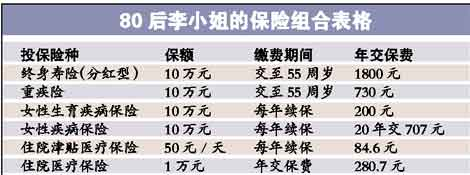 80后李小姐的保险组合表格
投保险种 保额 缴费期间 年交保费
终身寿险(分红型) 10万元 交至55周岁 1800元
重疾险 10万元 交至55周岁 730元
女性生育疾病保险 10万元 每年续保 200元
女性疾病保险 10万元 每年续保 20年交707元
住院津贴医疗保险 50元/天 每年续保 84.6元
住院医疗保险 1万元 年交保费 280.7元